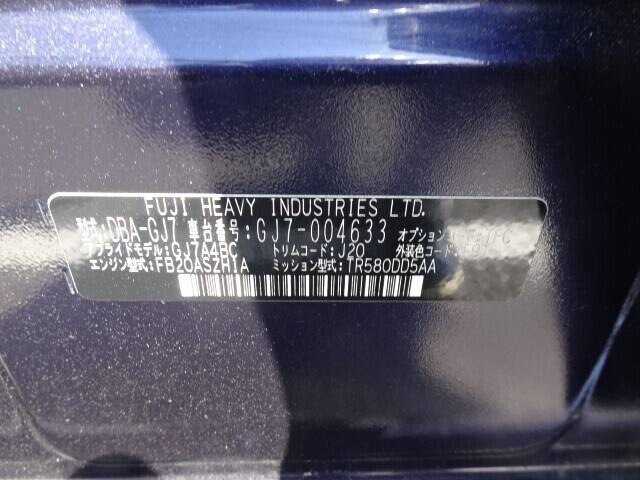 FUJI HEAVY INDUSTRIES LTD.
型式:DBA-GJ7 車台番号:GJ7-004633 オプションコード:
アプライドモデル:GJ7A4BC トリムコード:J20 外装色コード:
エンジン型式:FB20ASZH1A ミッション型式:TR580DD5AA